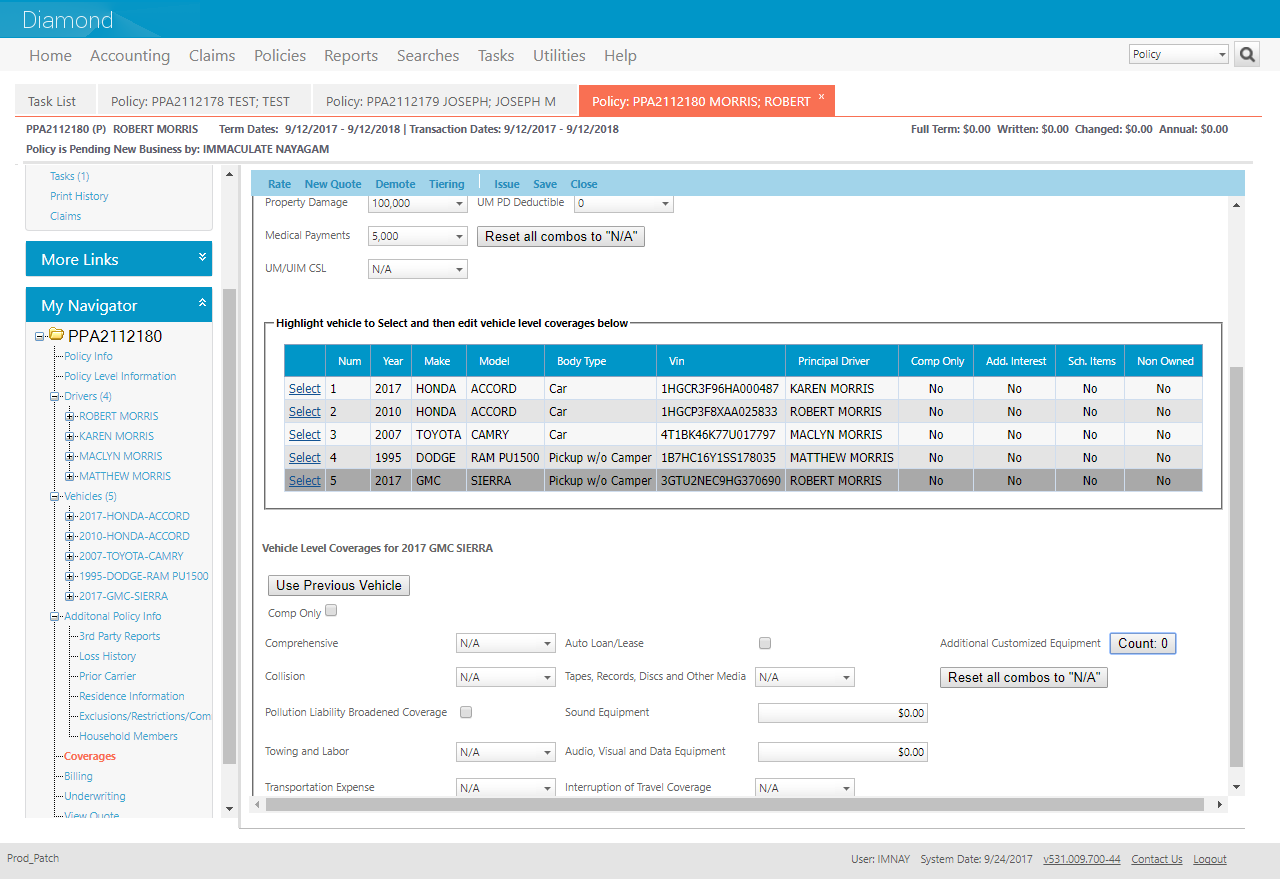 Diamond
Home Accounting Claims Policies Reports Searches Tasks Utilities Help Policy
Task List Policy: PPA2112178 TEST; TEST Policy: PPA2112179 JOSEPH; JOSEPH M Policy: PPA2112180 MORRIS; ROBERT x
PPA2112180 (P) ROBERT MORRIS Term Dates: 9/12/2017 - 9/12/2018 | Transaction Dates: 9/12/2017 - 9/12/2018 Full Term: $0.00 Written: $0.00 Changed: $0.00 Annual: $0.00
Policy is Pending New Business by: IMMACULATE NAYAGAM
Tasks (1)
Print History
Claims
More Links
My Navigator
PPA2112180
Policy Info
Policy Level Information
Drivers (4)
ROBERT MORRIS
KAREN MORRIS
MACLYN MORRIS
MATTHEW MORRIS
Vehicles (5)
2017-HONDA-ACCORD
2010-HONDA-ACCORD
2007-TOYOTA-CAMRY
1995-DODGE-RAM PU1500
2017-GMC-SIERRA
Additonal Policy Info
3rd Party Reports
Loss History
Prior Carrier
Residence Information
Exclusions/Restrictions/Com
Household Members
Coverages
Billing
Underwriting
View Quote
Rate New Quote Demote Tiering Issue Save Close
Property Damage 100,000 UM PD Deductible 0
Medical Payments 5,000 Reset all combos to "N/A"
UM/UIM CSL N/A
Highlight vehicle to Select and then edit vehicle level coverages below
Num Year Make Model Body Type Vin Principal Driver Comp Only Add. Interest Sch. Items Non Owned
Select 1 2017 HONDA ACCORD Car 1HGCR3F96HA000487 KAREN MORRIS No No No No
Select 2 2010 HONDA ACCORD Car 1HGCP3F8XAA025833 ROBERT MORRIS No No No No
Select 3 2007 TOYOTA CAMRY Car 4T1BK46K77U017797 MACLYN MORRIS No No No No
Select 4 1995 DODGE RAM PU1500 Pickup w/o Camper 1B7HC16Y1SS178035 MATTHEW MORRIS No No No No
Select 5 2017 GMC SIERRA Pickup w/o Camper 3GTU2NEC9HG370690 ROBERT MORRIS No No No No
Vehicle Level Coverages for 2017 GMC SIERRA
Use Previous Vehicle
Comp Only
Comprehensive N/A Auto Loan/Lease Additional Customized Equipment Count: 0
Collision N/A Tapes, Records, Discs and Other Media N/A Reset all combos to "N/A"
Pollution Liability Broadened Coverage Sound Equipment $0.00
Towing and Labor N/A Audio, Visual and Data Equipment $0.00
Transportation Expense N/A Interruption of Travel Coverage N/A
Prod_Patch User: IMNAY System Date: 9/24/2017 v531.009.700-44 Contact Us Logout